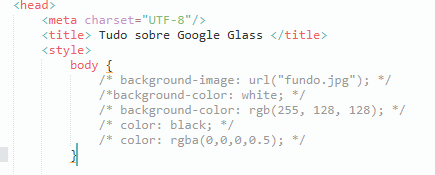 <head>
<meta charset="UTF-8"/>
<title> Tudo sobre Google Glass </title>
<style>
body {
/* background-image: url("fundo.jpg"); */
/*background-color: white; */
/* background-color: rgb(255, 128, 128); */
/* color: black; */
/* color: rgba(0,0,0,0.5); */
}